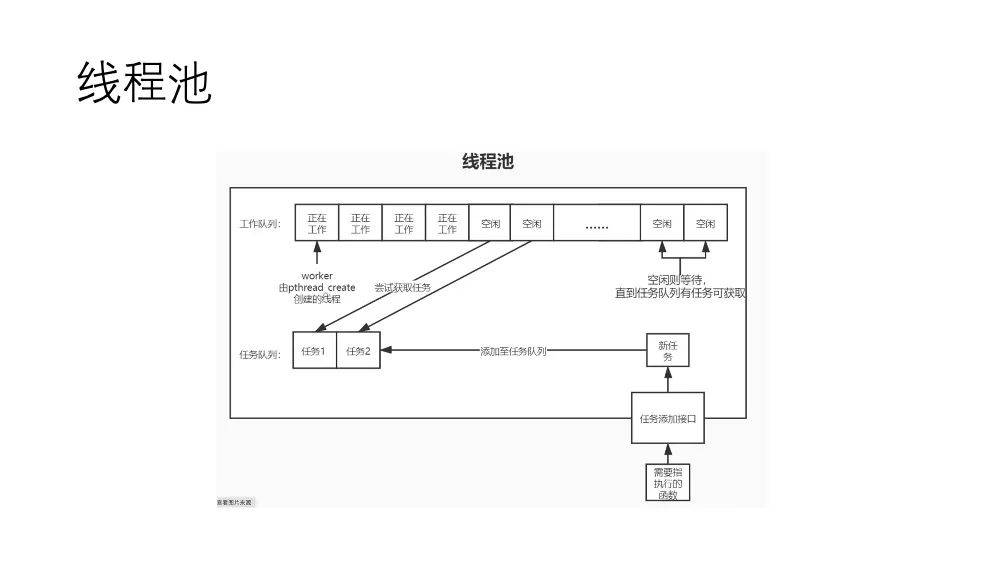 线程池
线程池
工作队列：
正在
工作
正在
工作
正在
工作
正在
工作
空闲
空闲
......
空闲
空闲
worker
由pthread_create
创建的线程
尝试获取任务
空闲则等待，
直到任务队列有任务可获取
任务队列：
任务1
任务2
添加至任务队列
新任
务
任务添加接口
需要指
执行的
函数
查看图片来源